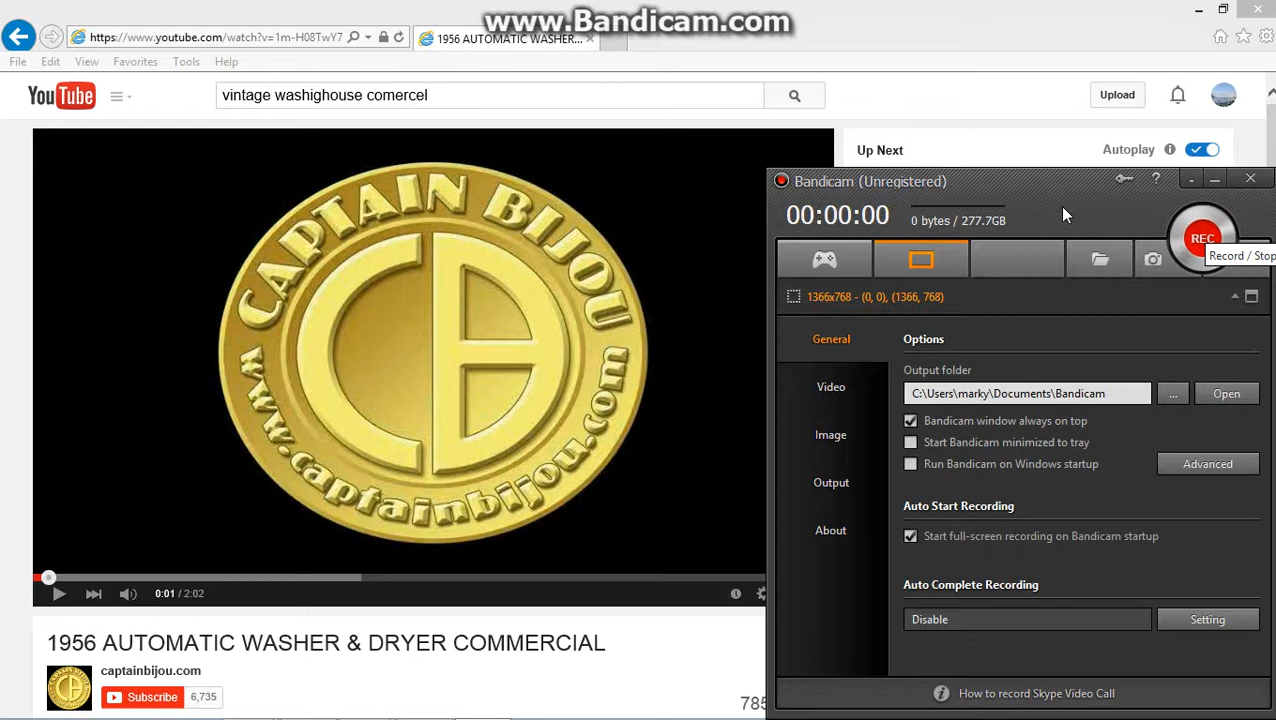 www.Bandicam.com
https://www.youtube.com/watch?v=1m-H08TwY7
1956 AUTOMATIC WASHER...
File Edit View Favorites Tools Help
YouTube
vintage washighouse comercel
Upload
Up Next
Autoplay
CAPTAIN BIJOU
CB
www.captainbijou.com
Bandicam (Unregistered)
00:00:00
0 bytes / 277.7GB
REC
Record / Stop
1366x768 - (0, 0), (1366, 768)
General
Video
Image
Output
About
Options
Output folder
C:\Users\marky\Documents\Bandicam
...
Open
Bandicam window always on top
Start Bandicam minimized to tray
Run Bandicam on Windows startup
Advanced
Auto Start Recording
Start full-screen recording on Bandicam startup
Auto Complete Recording
Disable
Setting
How to record Skype Video Call
0:01 / 2:02
1956 AUTOMATIC WASHER & DRYER COMMERCIAL
CB
captainbijou.com
Subscribe
6,735
785